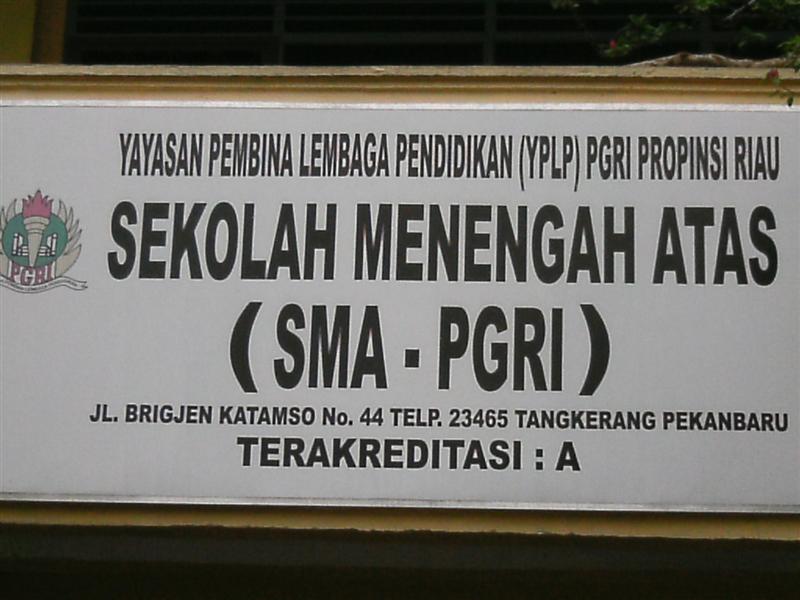 YAYASAN PEMBINA LEMBAGA PENDIDIKAN (YPLP) PGRI PROPINSI RIAU
SEKOLAH MENENGAH ATAS
(SMA - PGRI)
PGRI
JL. BRIGJEN KATAMSO No. 44 TELP. 23465 TANGKERANG PEKANBARU
TERAKREDITASI : A